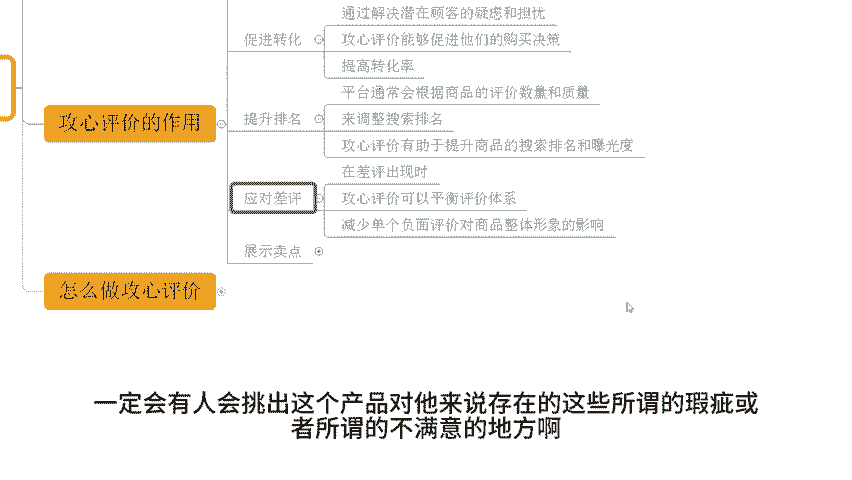 通过解决潜在顾客的疑虑和担扰
促进转化
攻心评价能够促进他们的购买决策
提高转化率
平台通常会根据商品的评价数量和质量
攻心评价的作用
提升排名
来调整搜索排名
攻心评价有助于提升商品的搜索排名和曝光度
在差评出现时
应对差评
攻心评价可以平衡评价体系
减少单个负面评价对商品整体形象的影响
展示卖点
怎么做攻心评价
一定会有人会挑出这个产品对他来说存在的这些所谓的瑕疵或
者所谓的不满意的地方啊